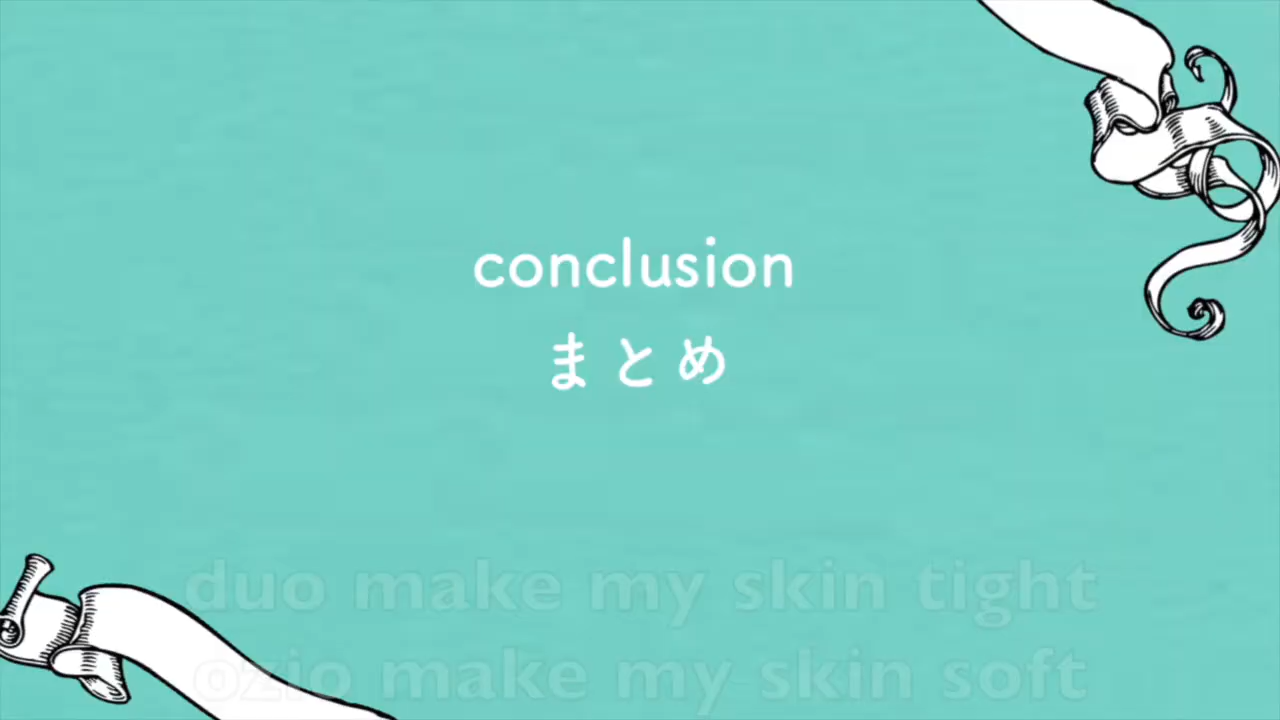 conclusion
まとめ
duo make my skin tight
ozio make my skin soft